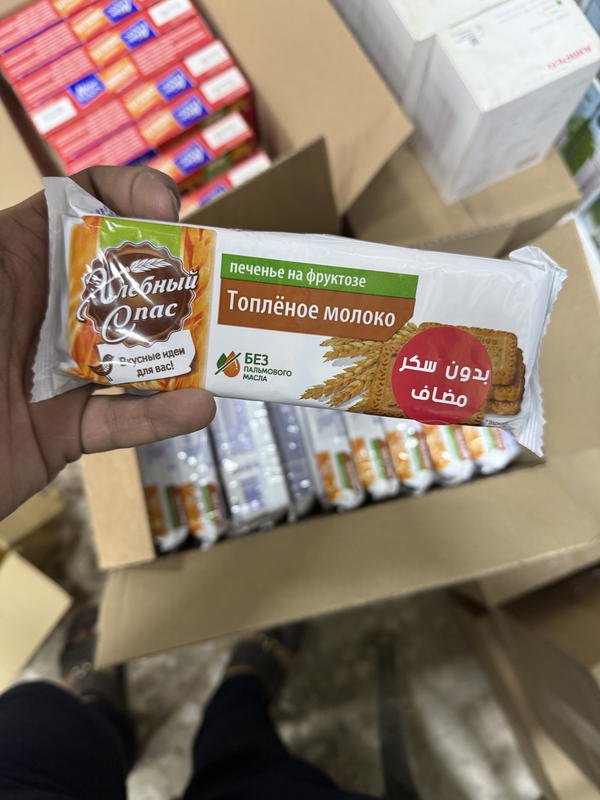 Хлебный
Спас
Вкусные идеи
для вас!
печенье на фруктозе
Топлёное молоко
БЕЗ
ПАЛЬМОВОГО
МАСЛА
بدون سكر
مضاف